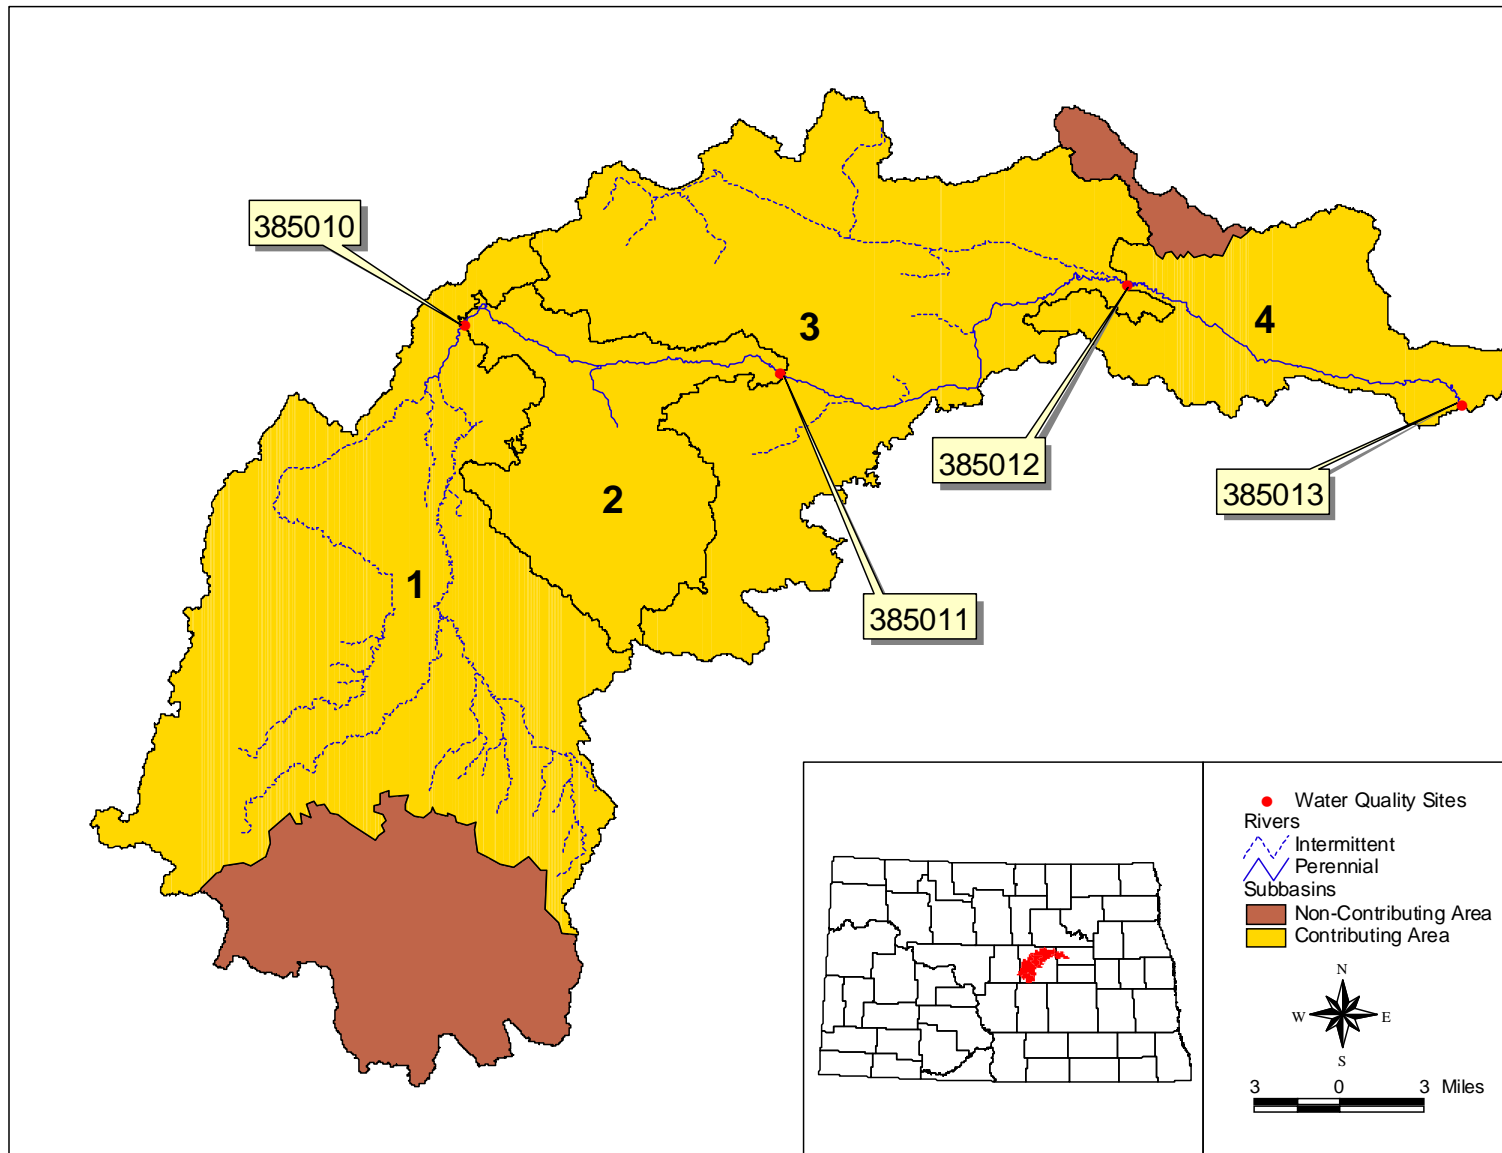 385010
3
4
385012
385013
2
1
385011
Water Quality Sites
Rivers
Intermittent
Perennial
Subbasins
Non-Contributing Area
Contributing Area
N
W
E
S
3 0 3 Miles